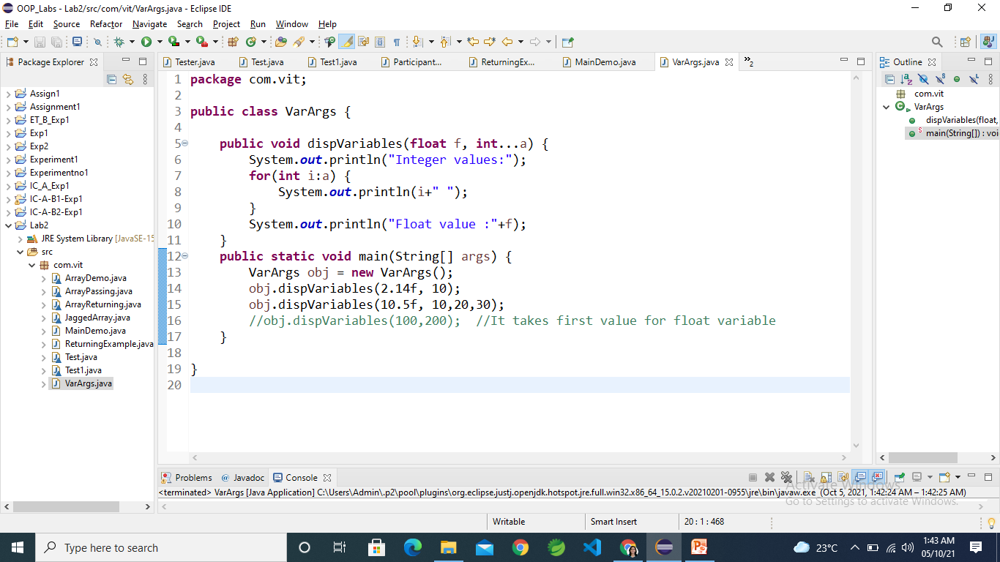 OOP_Labs - Lab2/src/com/vit/VarArgs.java - Eclipse IDE
File Edit Source Refactor Navigate Search Project Run Window Help
Package Explorer
Assign1
Assignment1
ET_B_Exp1
Exp1
Exp2
Experiment1
Experimentno1
IC_A_Exp1
IC-A-B1-Exp1
IC-A-B2-Exp1
Lab2
JRE System Library [JavaSE-15
src
com.vit
ArrayDemo.java
ArrayPassing.java
ArrayReturning.java
JaggedArray.java
MainDemo.java
ReturningExample.java
Test.java
Test1.java
VarArgs.java
Tester.java Test.java Test1.java Participant... ReturningEx... MainDemo.java VarArgs.java »2
1 package com.vit;
2
3 public class VarArgs {
4
5 public void dispVariables(float f, int...a) {
6 System.out.println("Integer values:");
7 for(int i:a) {
8 System.out.println(i+" ");
9 }
10 System.out.println("Float value :"+f);
11 }
12 public static void main(String[] args) {
13 VarArgs obj = new VarArgs();
14 obj.dispVariables(2.14f, 10);
15 obj.dispVariables(10.5f, 10,20,30);
16 //obj.dispVariables(100,200); //It takes first value for float variable
17 }
18
19 }
20
Outline
com.vit
VarArgs
dispVariables(float,
main(String[]) : voi
Problems @ Javadoc Console
<terminated> VarArgs [Java Application] C:\Users\Admin\.p2\pool\plugins\org.eclipse.justj.openjdk.hotspot.jre.full.win32.x86_64_15.0.2.v20210201-0955\jre\bin\javaw.exe (Oct 5, 2021, 1:42:24 AM – 1:42:25 AM)
Activate Windows
Go to Settings to activate Windows.
Writable Smart Insert 20 : 1 : 468
Type here to search
23°C
1:43 AM
05/10/21